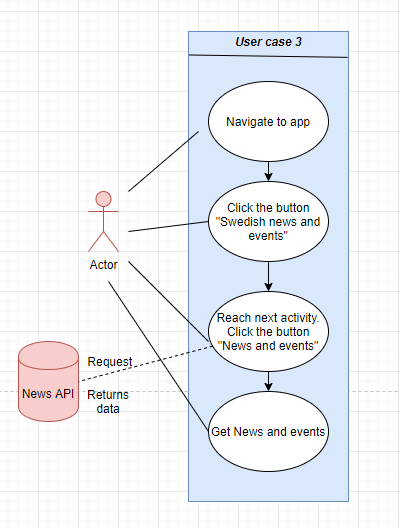 User case 3
Navigate to app
Click the button
"Swedish news and
events"
Actor
Reach next activity.
Click the button
"News and events"
Request
News API
Returns
data
Get News and events